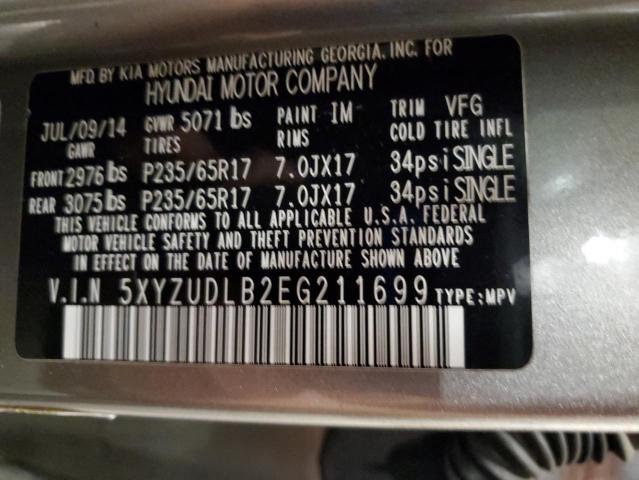 MFD. BY KIA MOTORS MANUFACTURING GEORGIA, INC. FOR
HYUNDAI MOTOR COMPANY
JUL/09/14 GVWR 5071 lbs PAINT IM TRIM VFG
GAWR TIRES RIMS COLD TIRE INFL
FRONT 2976 lbs P235/65R17 7.0JX17 34psi SINGLE
REAR 3075 lbs P235/65R17 7.0JX17 34psi SINGLE
THIS VEHICLE CONFORMS TO ALL APPLICABLE U.S.A. FEDERAL
MOTOR VEHICLE SAFETY AND THEFT PREVENTION STANDARDS
IN EFFECT ON THE DATE OF MANUFACTURE SHOWN ABOVE
V.I.N 5XYZUDLB2EG211699 TYPE:MPV